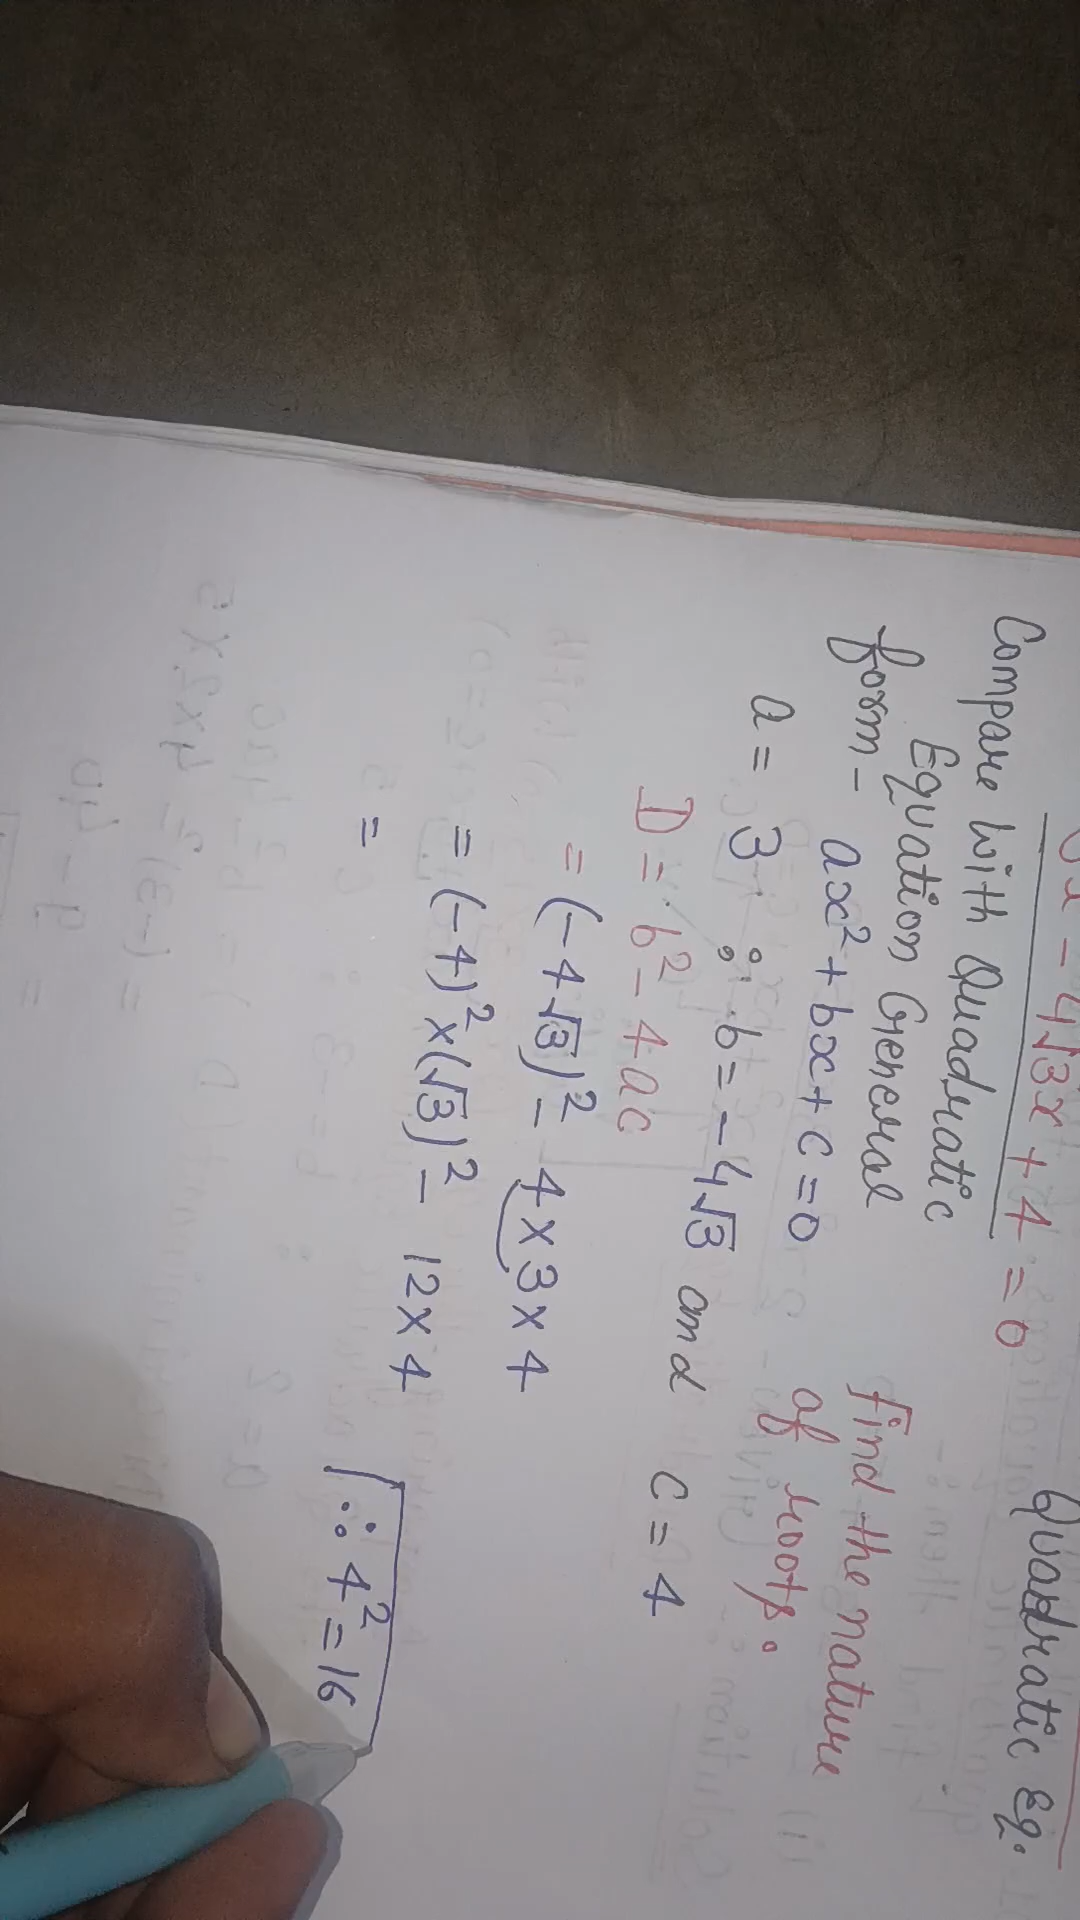 Quadratic Eq.
- 4√3x + 4 = 0
Compare with Quadratic
Equation General
find the nature
form - ax² + bx + c = 0
of roots.
a = 3 ; b = -4√3 and c = 4
D = b² - 4ac
= (-4√3)² - 4 x 3 x 4
= (-4)² x (√3)² - 12 x 4
=
∴ 4² = 16